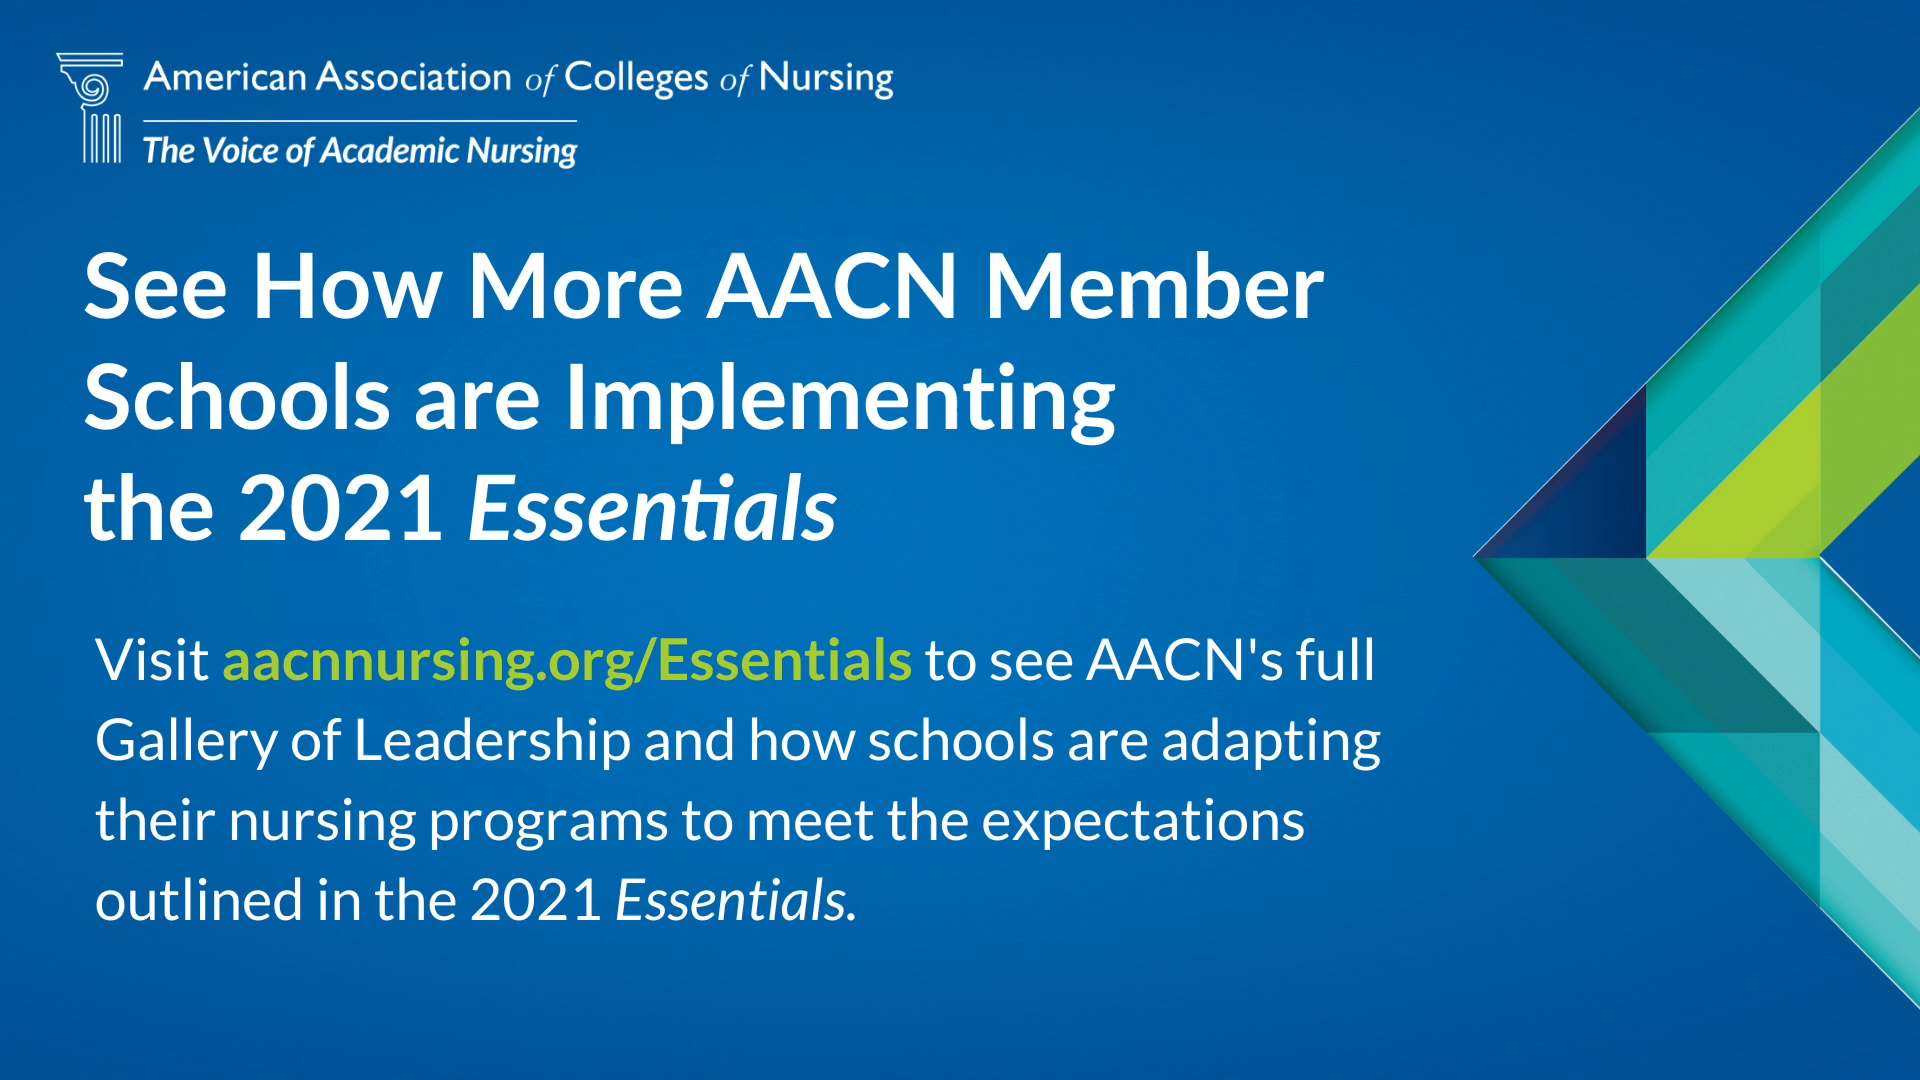 American Association of Colleges of Nursing
The Voice of Academic Nursing
See How More AACN Member
Schools are Implementing
the 2021 Essentials
Visit aacnnursing.org/Essentials to see AACN's full
Gallery of Leadership and how schools are adapting
their nursing programs to meet the expectations
outlined in the 2021 Essentials.